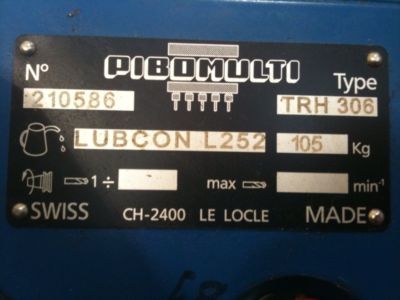 N° PIBOMULTI Type
210586 TRH 306
LUBCON L252 105 Kg
1 ÷ max min⁻¹
SWISS CH-2400 LE LOCLE MADE